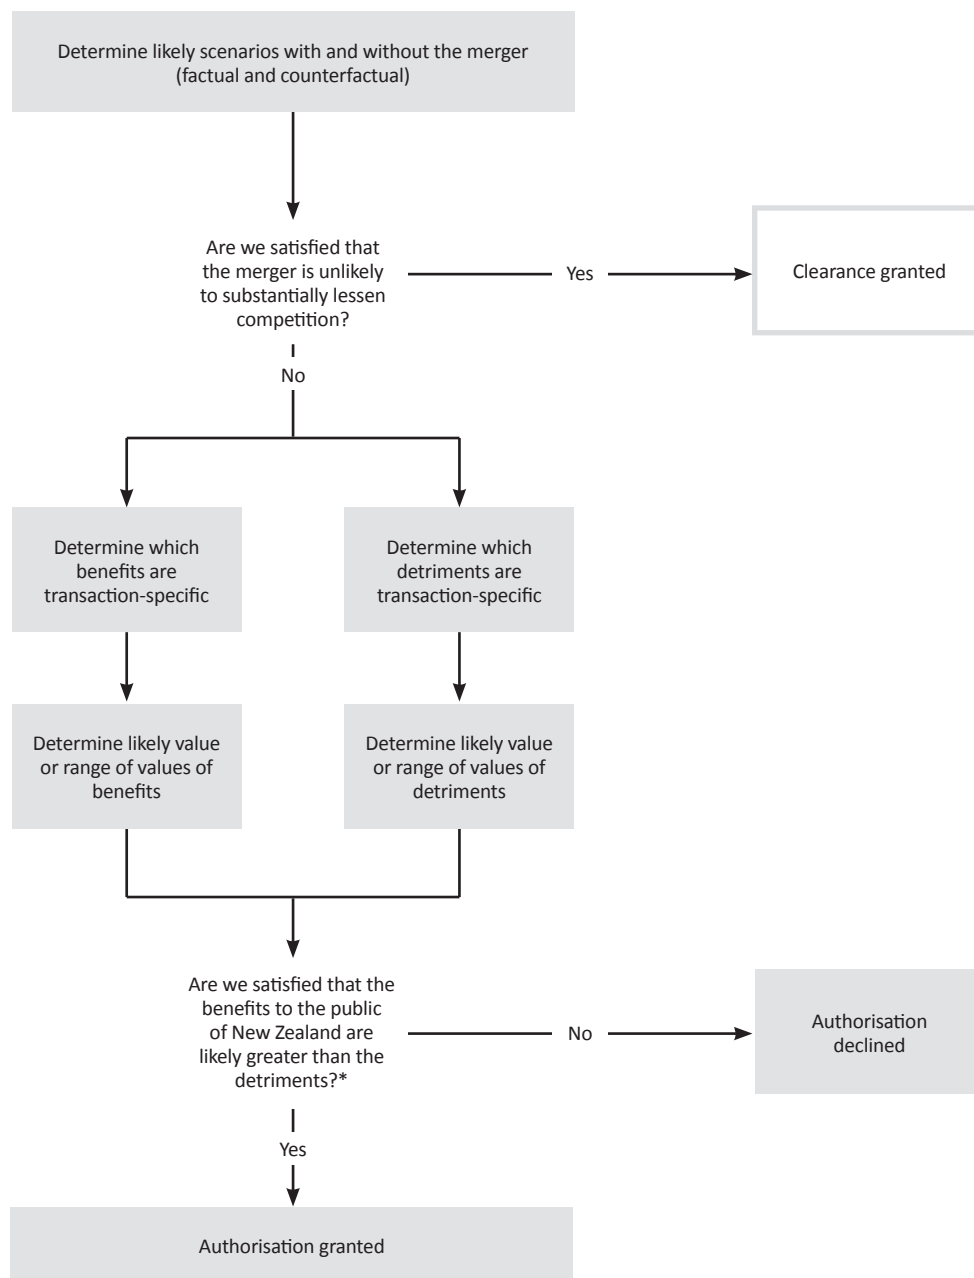 Determine likely scenarios with and without the merger
(factual and counterfactual)
Are we satisfied that
the merger is unlikely
to substantially lessen
competition?
Yes
Clearance granted
No
Determine which
benefits are
transaction-specific
Determine which
detriments are
transaction-specific
Determine likely value
or range of values of
benefits
Determine likely value
or range of values of
detriments
Are we satisfied that the
benefits to the public
of New Zealand are
likely greater than the
detriments?*
No
Authorisation
declined
Yes
Authorisation granted